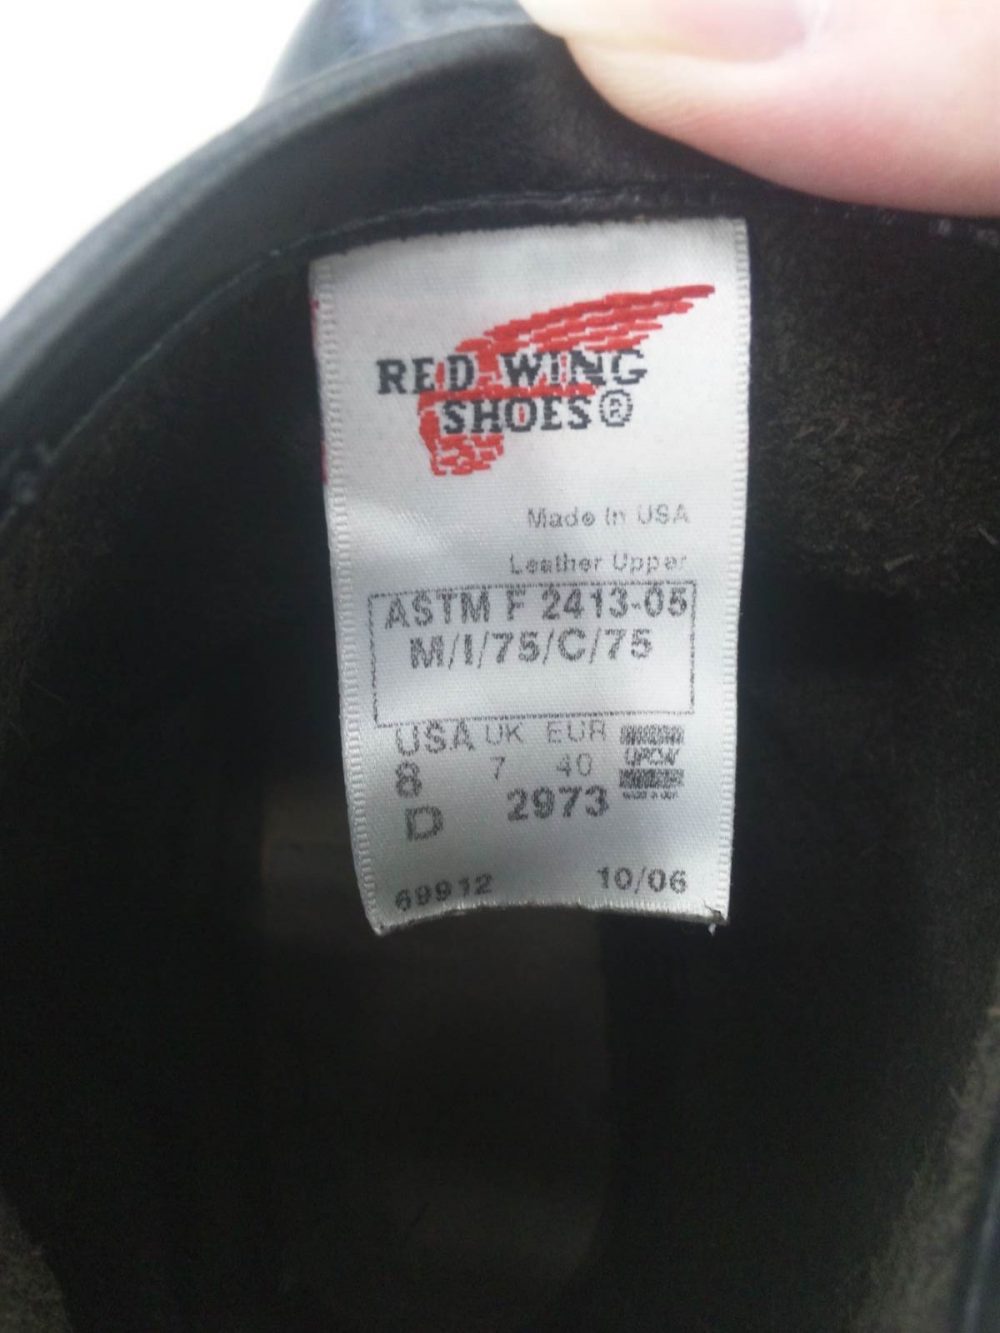 RED WING
SHOES®
Made In USA
Leather Upper
ASTM F 2413-05
M/I/75/C/75
USA UK EUR
8 7 40
D 2973
69912 10/06